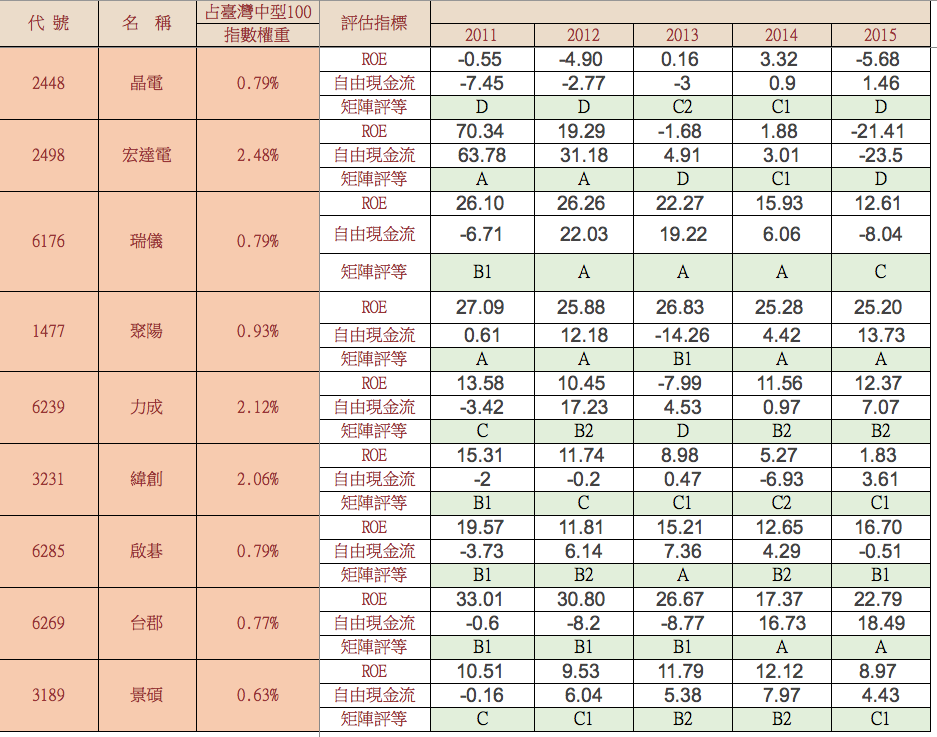 代 號 名 稱 占臺灣中型100 評估指標
指數權重 2011 2012 2013 2014 2015
2448 晶電 0.79% ROE -0.55 -4.90 0.16 3.32 -5.68
自由現金流 -7.45 -2.77 -3 0.9 1.46
矩陣評等 D D C2 C1 D
2498 宏達電 2.48% ROE 70.34 19.29 -1.68 1.88 -21.41
自由現金流 63.78 31.18 4.91 3.01 -23.5
矩陣評等 A A D C1 D
6176 瑞儀 0.79% ROE 26.10 26.26 22.27 15.93 12.61
自由現金流 -6.71 22.03 19.22 6.06 -8.04
矩陣評等 B1 A A A C
1477 聚陽 0.93% ROE 27.09 25.88 26.83 25.28 25.20
自由現金流 0.61 12.18 -14.26 4.42 13.73
矩陣評等 A A B1 A A
6239 力成 2.12% ROE 13.58 10.45 -7.99 11.56 12.37
自由現金流 -3.42 17.23 4.53 0.97 7.07
矩陣評等 C B2 D B2 B2
3231 緯創 2.06% ROE 15.31 11.74 8.98 5.27 1.83
自由現金流 -2 -0.2 0.47 -6.93 3.61
矩陣評等 B1 C C1 C2 C1
6285 啟碁 0.79% ROE 19.57 11.81 15.21 12.65 16.70
自由現金流 -3.73 6.14 7.36 4.29 -0.51
矩陣評等 B1 B2 A B2 B1
6269 台郡 0.77% ROE 33.01 30.80 26.67 17.37 22.79
自由現金流 -0.6 -8.2 -8.77 16.73 18.49
矩陣評等 B1 B1 B1 A A
3189 景碩 0.63% ROE 10.51 9.53 11.79 12.12 8.97
自由現金流 -0.16 6.04 5.38 7.97 4.43
矩陣評等 C C1 B2 B2 C1